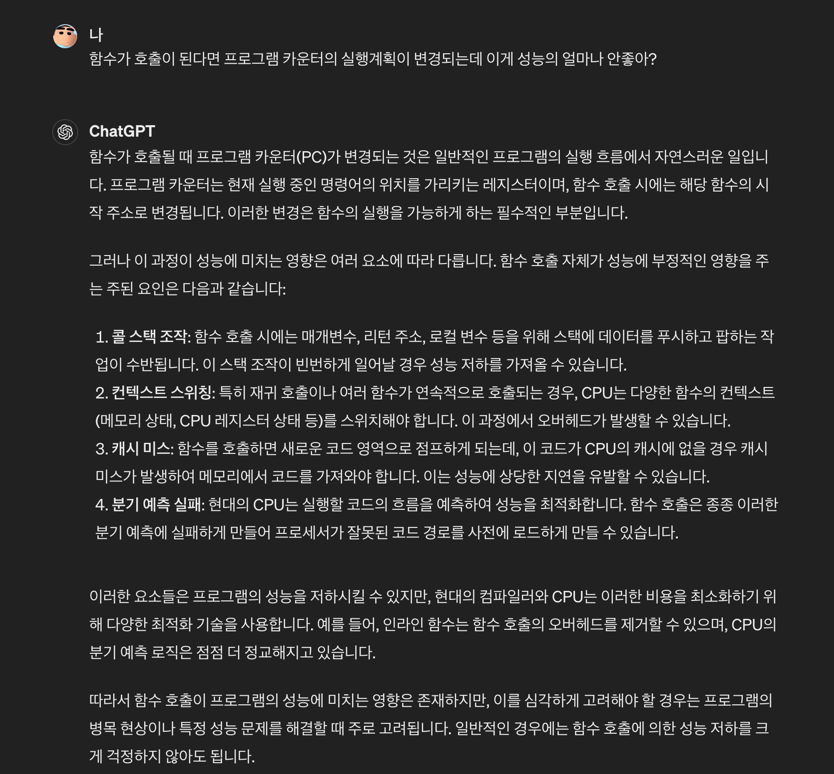 나
함수가 호출이 된다면 프로그램 카운터의 실행계획이 변경되는데 이게 성능의 얼마나 안좋아?
ChatGPT
함수가 호출될 때 프로그램 카운터(PC)가 변경되는 것은 일반적인 프로그램의 실행 흐름에서 자연스러운 일입니
다. 프로그램 카운터는 현재 실행 중인 명령어의 위치를 가리키는 레지스터이며, 함수 호출 시에는 해당 함수의 시
작 주소로 변경됩니다. 이러한 변경은 함수의 실행을 가능하게 하는 필수적인 부분입니다.
그러나 이 과정이 성능에 미치는 영향은 여러 요소에 따라 다릅니다. 함수 호출 자체가 성능에 부정적인 영향을 주
는 주된 요인은 다음과 같습니다:
1. 콜 스택 조작: 함수 호출 시에는 매개변수, 리턴 주소, 로컬 변수 등을 위해 스택에 데이터를 푸시하고 팝하는 작
업이 수반됩니다. 이 스택 조작이 빈번하게 일어날 경우 성능 저하를 가져올 수 있습니다.
2. 컨텍스트 스위칭: 특히 재귀 호출이나 여러 함수가 연속적으로 호출되는 경우, CPU는 다양한 함수의 컨텍스트
(메모리 상태, CPU 레지스터 상태 등)를 스위치해야 합니다. 이 과정에서 오버헤드가 발생할 수 있습니다.
3. 캐시 미스: 함수를 호출하면 새로운 코드 영역으로 점프하게 되는데, 이 코드가 CPU의 캐시에 없을 경우 캐시
미스가 발생하여 메모리에서 코드를 가져와야 합니다. 이는 성능에 상당한 지연을 유발할 수 있습니다.
4. 분기 예측 실패: 현대의 CPU는 실행할 코드의 흐름을 예측하여 성능을 최적화합니다. 함수 호출은 종종 이러한
분기 예측에 실패하게 만들어 프로세서가 잘못된 코드 경로를 사전에 로드하게 만들 수 있습니다.
이러한 요소들은 프로그램의 성능을 저하시킬 수 있지만, 현대의 컴파일러와 CPU는 이러한 비용을 최소화하기 위
해 다양한 최적화 기술을 사용합니다. 예를 들어, 인라인 함수는 함수 호출의 오버헤드를 제거할 수 있으며, CPU의
분기 예측 로직은 점점 더 정교해지고 있습니다.
따라서 함수 호출이 프로그램의 성능에 미치는 영향은 존재하지만, 이를 심각하게 고려해야 할 경우는 프로그램의
병목 현상이나 특정 성능 문제를 해결할 때 주로 고려됩니다. 일반적인 경우에는 함수 호출에 의한 성능 저하를 크
게 걱정하지 않아도 됩니다.